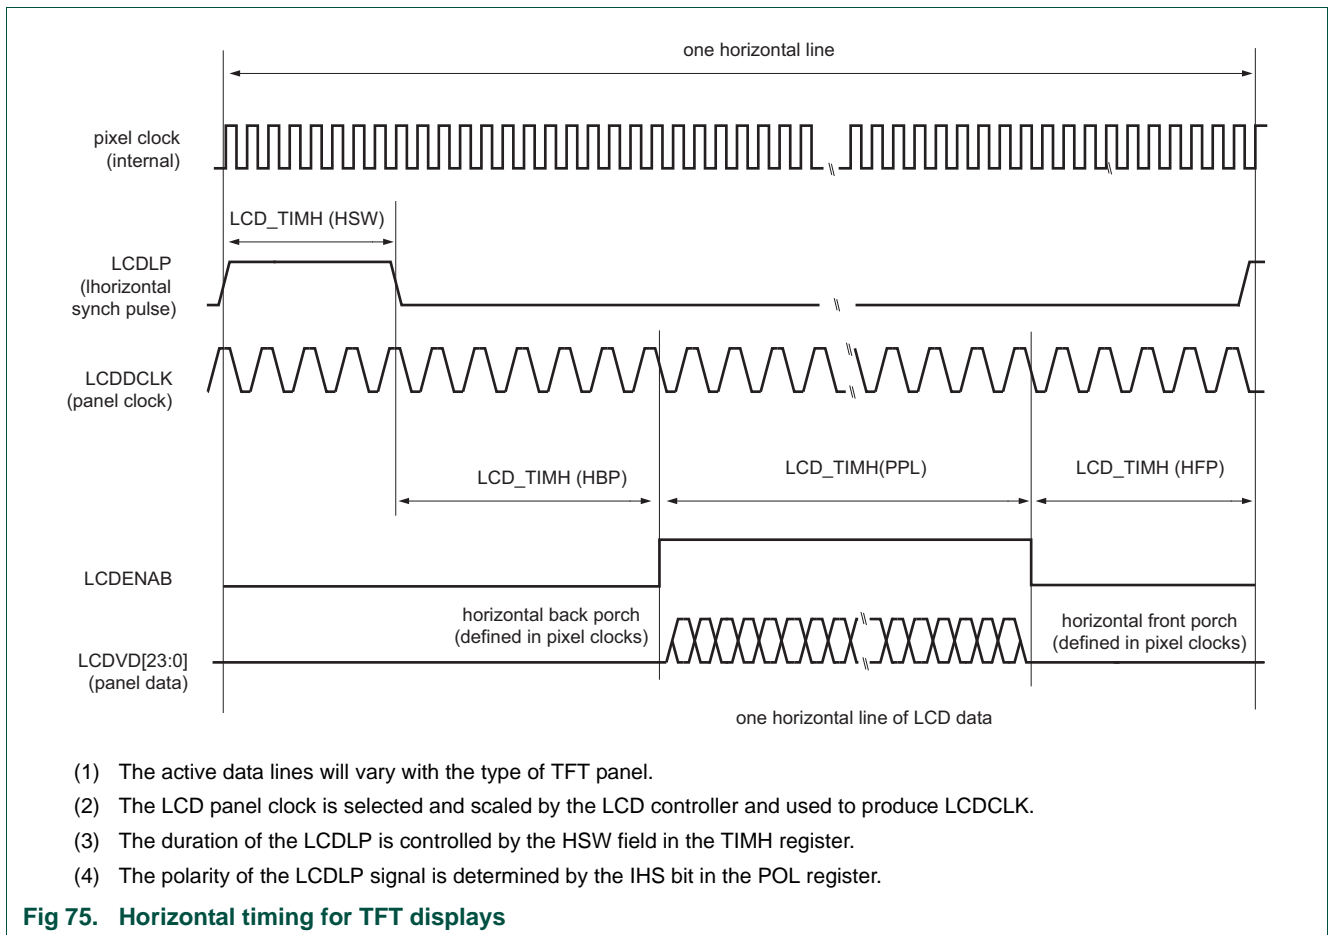 one horizontal line
pixel clock
(internal)
LCD_TIMH (HSW)
LCDLP
(lhorizontal
synch pulse)
LCDDCLK
(panel clock)
LCD_TIMH (HBP)
LCD_TIMH(PPL)
LCD_TIMH (HFP)
LCDENAB
horizontal back porch
(defined in pixel clocks)
horizontal front porch
(defined in pixel clocks)
LCDVD[23:0]
(panel data)
one horizontal line of LCD data
(1) The active data lines will vary with the type of TFT panel.
(2) The LCD panel clock is selected and scaled by the LCD controller and used to produce LCDCLK.
(3) The duration of the LCDLP is controlled by the HSW field in the TIMH register.
(4) The polarity of the LCDLP signal is determined by the IHS bit in the POL register.
Fig 75. Horizontal timing for TFT displays